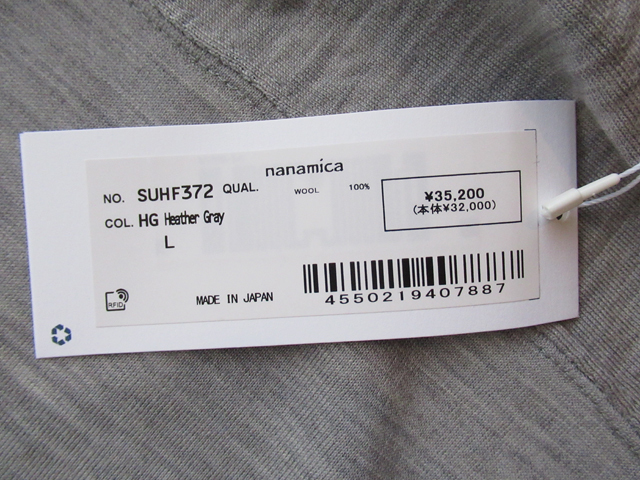 nanamica
NO. SUHF372 QUAL. WOOL 100%
COL. HG Heather Gray
L
¥35,200
(本体¥32,000)
RFID
MADE IN JAPAN
4550219407887